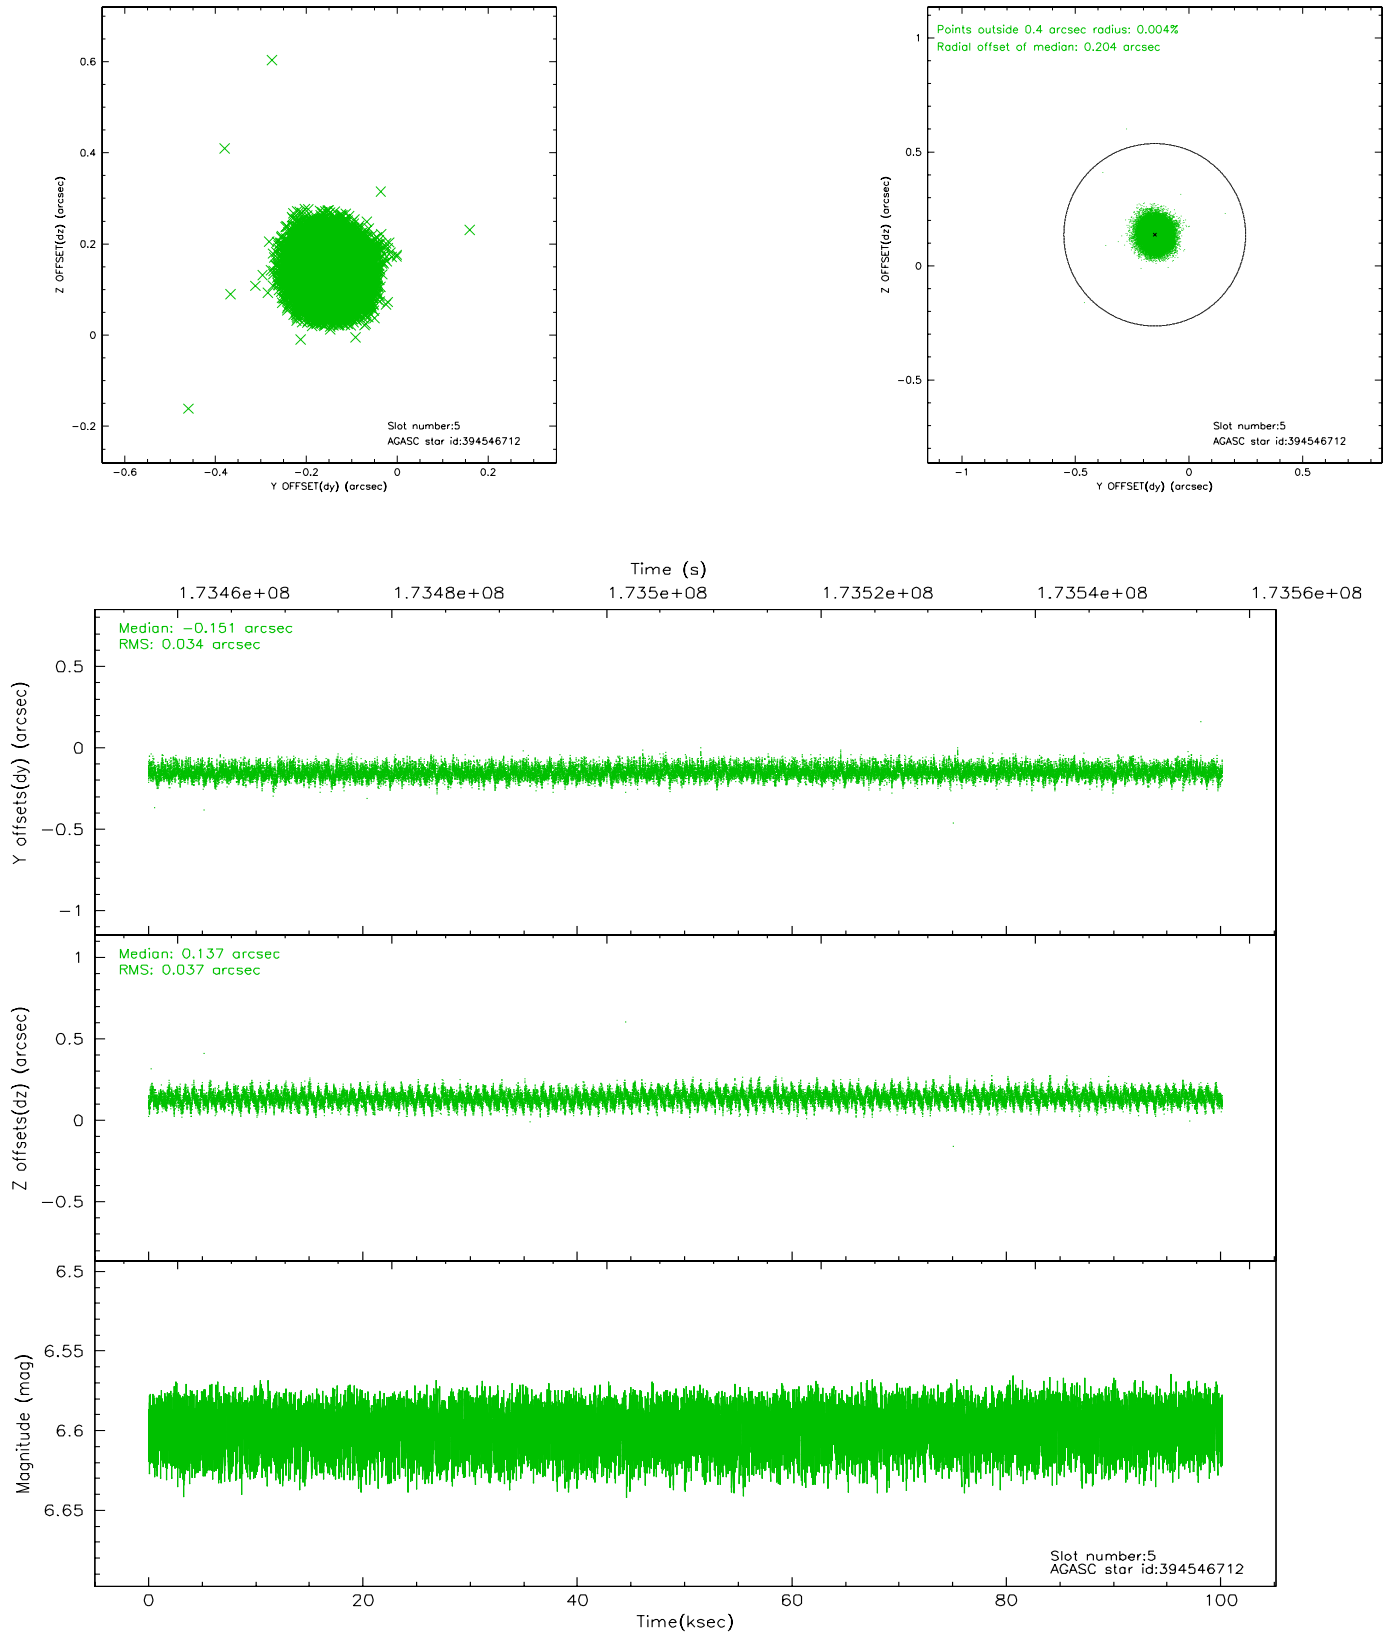 0.6
0.4
0.2
0
−0.2
Z OFFSET(dz) (arcsec)
Slot number:5
AGASC star id:394546712
−0.6
−0.4
−0.2
0
0.2
Y OFFSET(dy) (arcsec)
Points outside 0.4 arcsec radius: 0.004%
Radial offset of median: 0.204 arcsec
1
0.5
0
−0.5
Z OFFSET(dz) (arcsec)
Slot number:5
AGASC star id:394546712
−1
−0.5
0
0.5
Y OFFSET(dy) (arcsec)
Time (s)
1.7346e+08
1.7348e+08
1.735e+08
1.7352e+08
1.7354e+08
1.7356e+08
Median: −0.151 arcsec
RMS: 0.034 arcsec
0.5
0
−0.5
−1
Y offsets(dy) (arcsec)
Median: 0.137 arcsec
RMS: 0.037 arcsec
1
0.5
0
−0.5
Z offsets(dz) (arcsec)
6.5
6.55
6.6
6.65
Magnitude (mag)
Slot number:5
AGASC star id:394546712
0
20
40
60
80
100
Time(ksec)